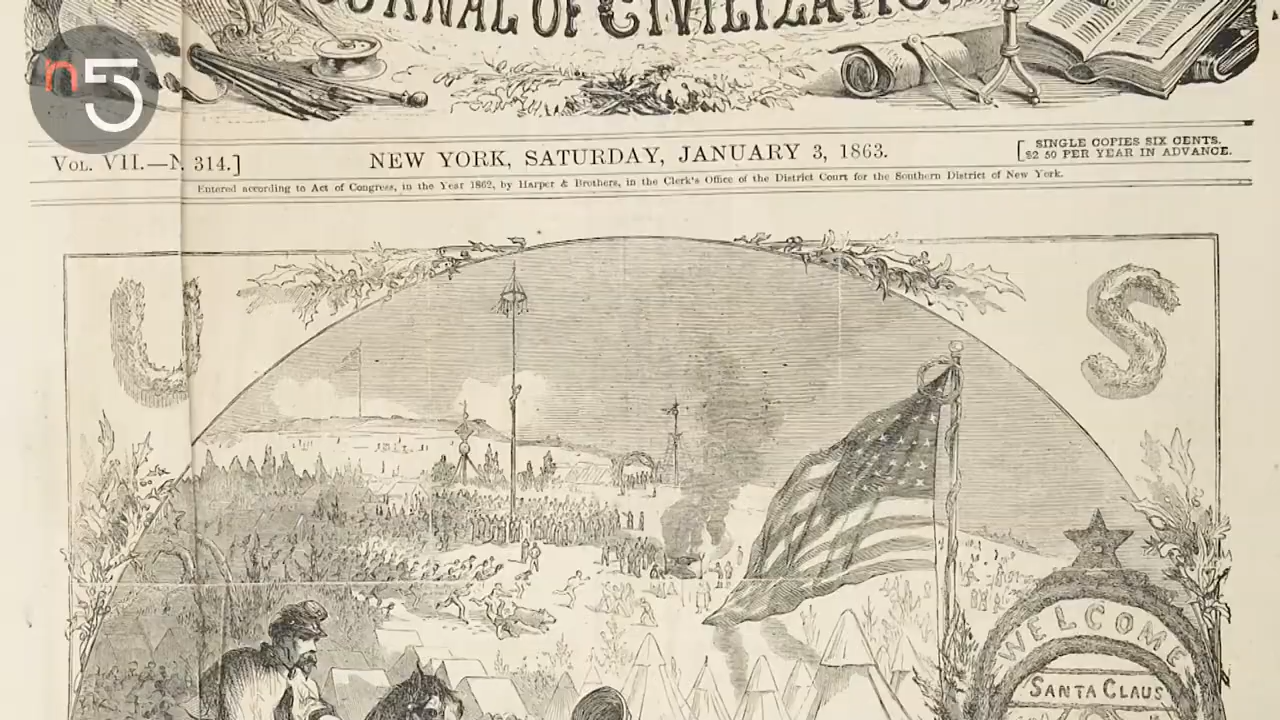 n5
JOURNAL OF CIVILIZATION
VOL. VII.—N 314.]
NEW YORK, SATURDAY, JANUARY 3, 1863.
[SINGLE COPIES SIX CENTS.
$2 50 PER YEAR IN ADVANCE.
Entered according to Act of Congress, in the Year 1862, by Harper & Brothers, in the Clerk's Office of the District Court for the Southern District of New York.
U S
WELCOME
SANTA CLAUS